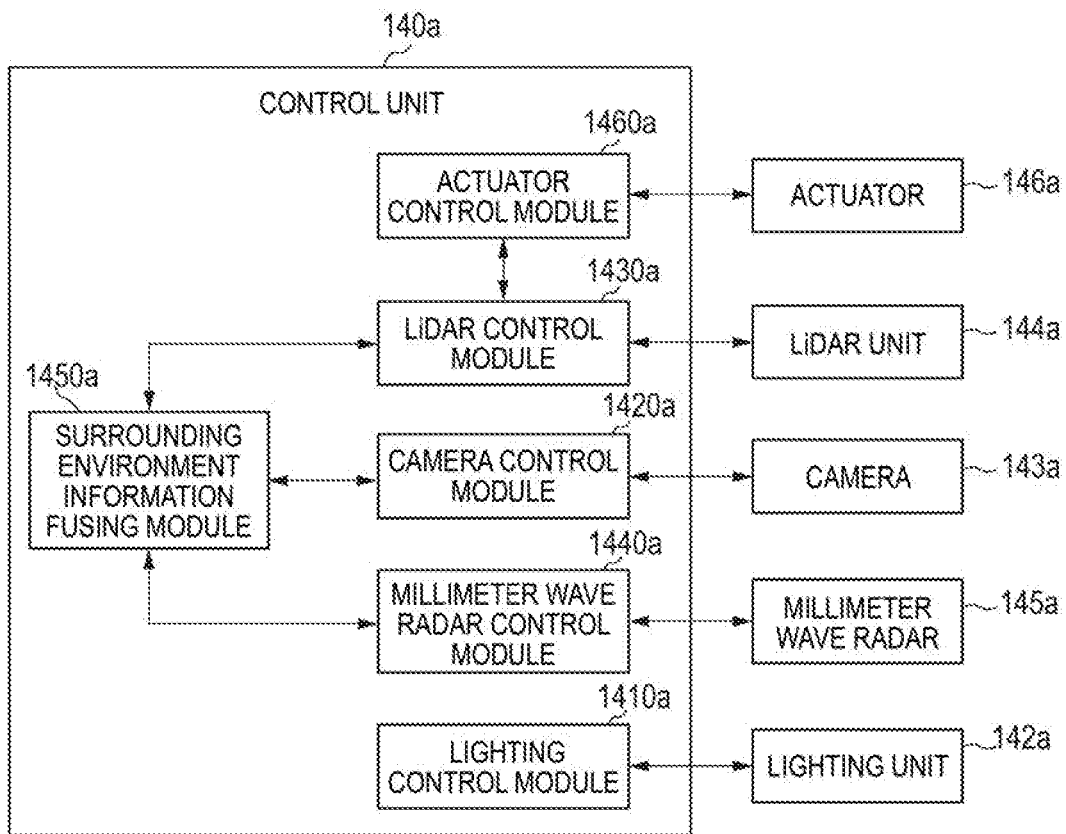 140a
CONTROL UNIT
1460a
ACTUATOR
CONTROL MODULE
ACTUATOR
146a
1430a
LiDAR CONTROL
MODULE
LiDAR UNIT
144a
1450a
SURROUNDING
ENVIRONMENT
INFORMATION
FUSING MODULE
1420a
CAMERA CONTROL
MODULE
CAMERA
143a
1440a
MILLIMETER WAVE
RADAR CONTROL
MODULE
MILLIMETER
WAVE RADAR
145a
1410a
LIGHTING
CONTROL MODULE
LIGHTING UNIT
142a